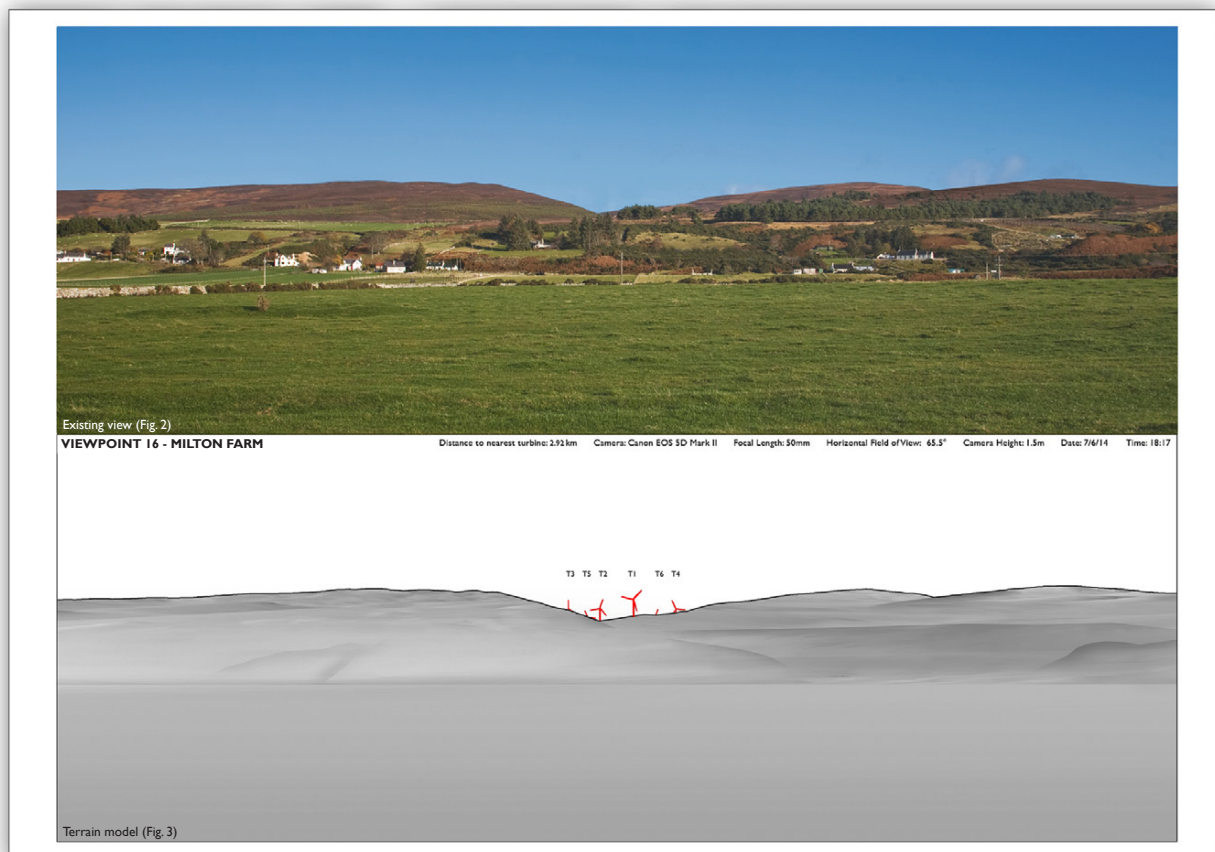 Existing view (Fig. 2)
VIEWPOINT 16 - MILTON FARM Distance to nearest turbine: 2.92 km Camera: Canon EOS 5D Mark II Focal Length: 50mm Horizontal Field of View: 65.5° Camera Height: 1.5m Date: 7/6/14 Time: 18:17
T3 T5 T2 T1 T6 T4
Terrain model (Fig. 3)